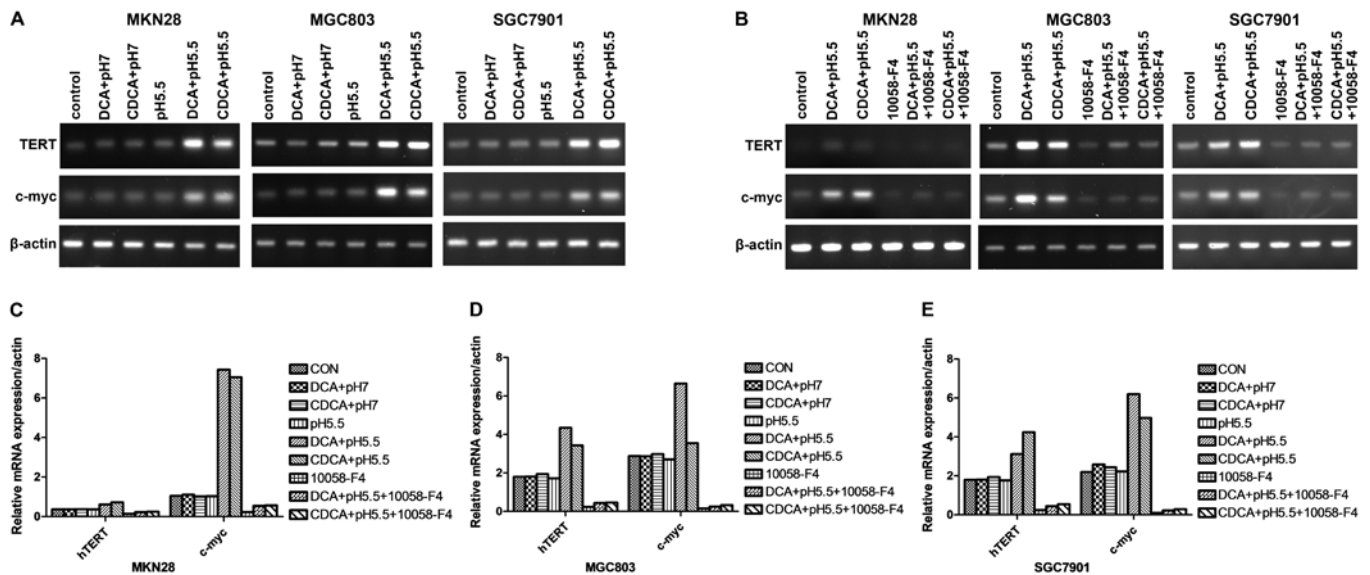 A
MKN28
MGC803
SGC7901
control
DCA+pH7
CDCA+pH7
pH5.5
DCA+pH5.5
CDCA+pH5.5
control
DCA+pH7
CDCA+pH7
pH5.5
DCA+pH5.5
CDCA+pH5.5
control
DCA+pH7
CDCA+pH7
pH5.5
DCA+pH5.5
CDCA+pH5.5
TERT
c-myc
β-actin
B
MKN28
MGC803
SGC7901
control
DCA+pH5.5
CDCA+pH5.5
10058-F4
DCA+pH5.5
+10058-F4
CDCA+pH5.5
+10058-F4
control
DCA+pH5.5
CDCA+pH5.5
10058-F4
DCA+pH5.5
+10058-F4
CDCA+pH5.5
+10058-F4
control
DCA+pH5.5
CDCA+pH5.5
10058-F4
DCA+pH5.5
+10058-F4
CDCA+pH5.5
+10058-F4
TERT
c-myc
β-actin
C
Relative mRNA expression/actin
8
6
4
2
0
hTERT
c-myc
MKN28
CON
DCA+pH7
CDCA+pH7
pH5.5
DCA+pH5.5
CDCA+pH5.5
10058-F4
DCA+pH5.5+10058-F4
CDCA+pH5.5+10058-F4
D
Relative mRNA expression/actin
8
6
4
2
0
hTERT
c-myc
MGC803
CON
DCA+pH7
CDCA+pH7
pH5.5
DCA+pH5.5
CDCA+pH5.5
10058-F4
DCA+pH5.5+10058-F4
CDCA+pH5.5+10058-F4
E
Relative mRNA expression/actin
8
6
4
2
0
hTERT
c-myc
SGC7901
CON
DCA+pH7
CDCA+pH7
pH5.5
DCA+pH5.5
CDCA+pH5.5
10058-F4
DCA+pH5.5+10058-F4
CDCA+pH5.5+10058-F4